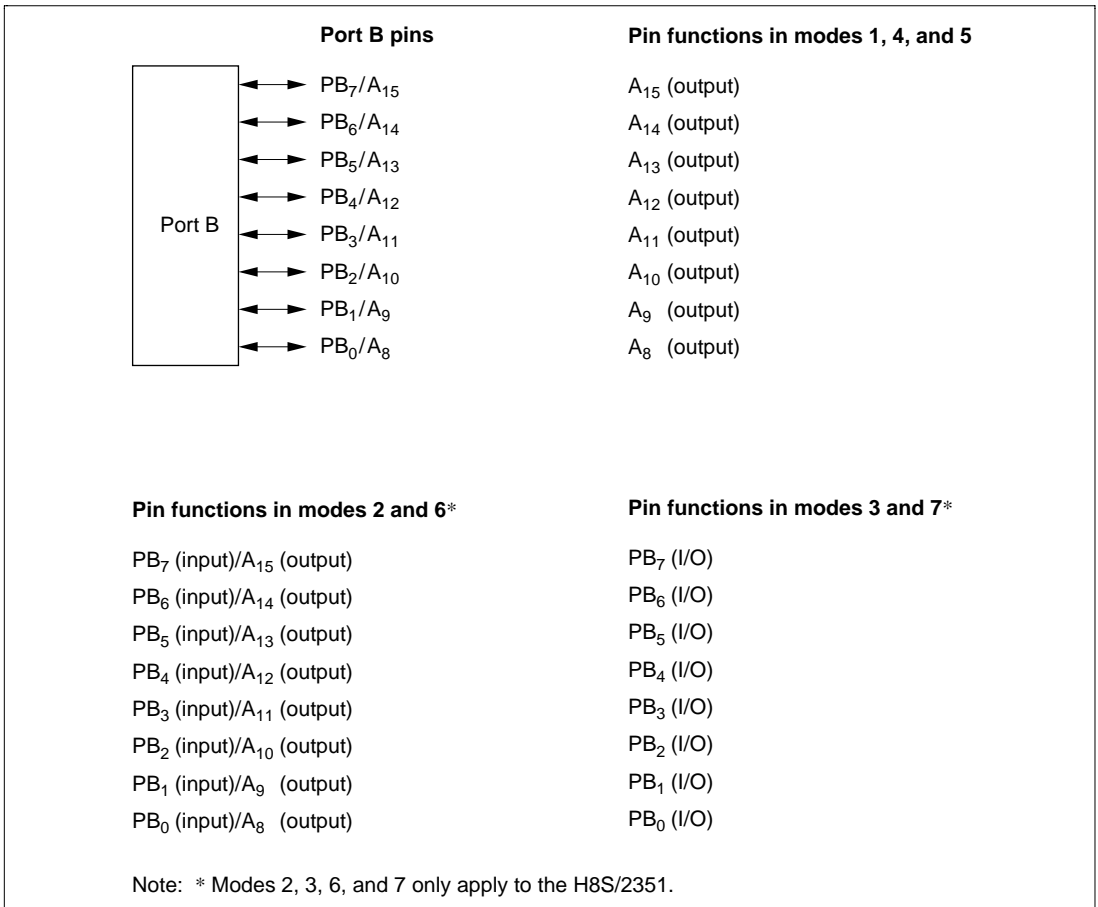 Port B pins Pin functions in modes 1, 4, and 5
PB₇/A₁₅ A₁₅ (output)
PB₆/A₁₄ A₁₄ (output)
PB₅/A₁₃ A₁₃ (output)
PB₄/A₁₂ A₁₂ (output)
Port B
PB₃/A₁₁ A₁₁ (output)
PB₂/A₁₀ A₁₀ (output)
PB₁/A₉ A₉ (output)
PB₀/A₈ A₈ (output)
Pin functions in modes 2 and 6* Pin functions in modes 3 and 7*
PB₇ (input)/A₁₅ (output) PB₇ (I/O)
PB₆ (input)/A₁₄ (output) PB₆ (I/O)
PB₅ (input)/A₁₃ (output) PB₅ (I/O)
PB₄ (input)/A₁₂ (output) PB₄ (I/O)
PB₃ (input)/A₁₁ (output) PB₃ (I/O)
PB₂ (input)/A₁₀ (output) PB₂ (I/O)
PB₁ (input)/A₉ (output) PB₁ (I/O)
PB₀ (input)/A₈ (output) PB₀ (I/O)
Note: * Modes 2, 3, 6, and 7 only apply to the H8S/2351.